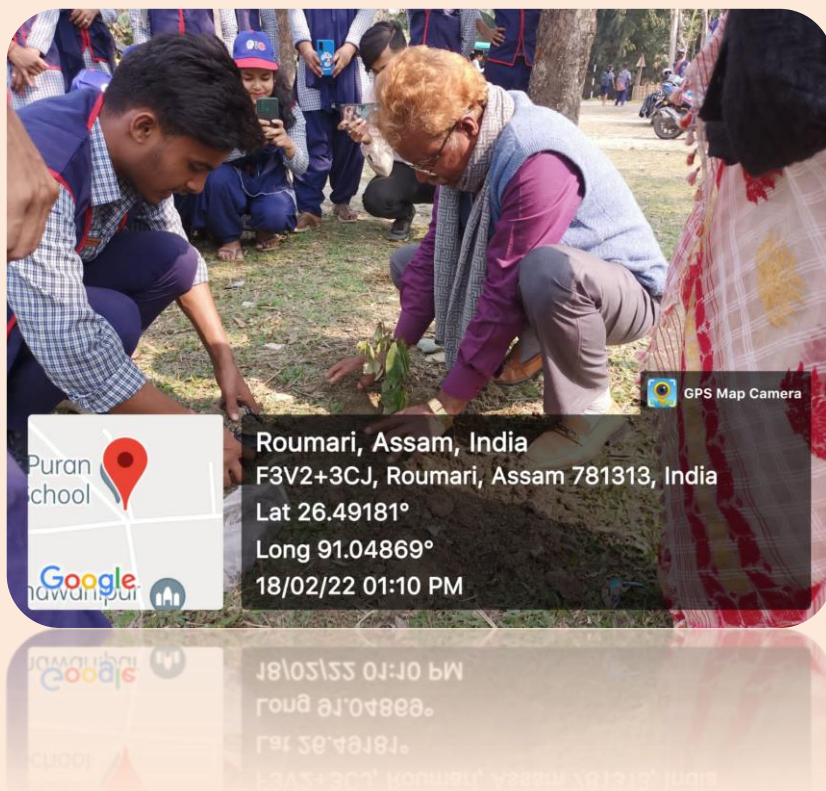 GPS Map Camera
Roumari, Assam, India
F3V2+3CJ, Roumari, Assam 781313, India
Lat 26.49181°
Long 91.04869°
18/02/22 01:10 PM
Puran
School
Google